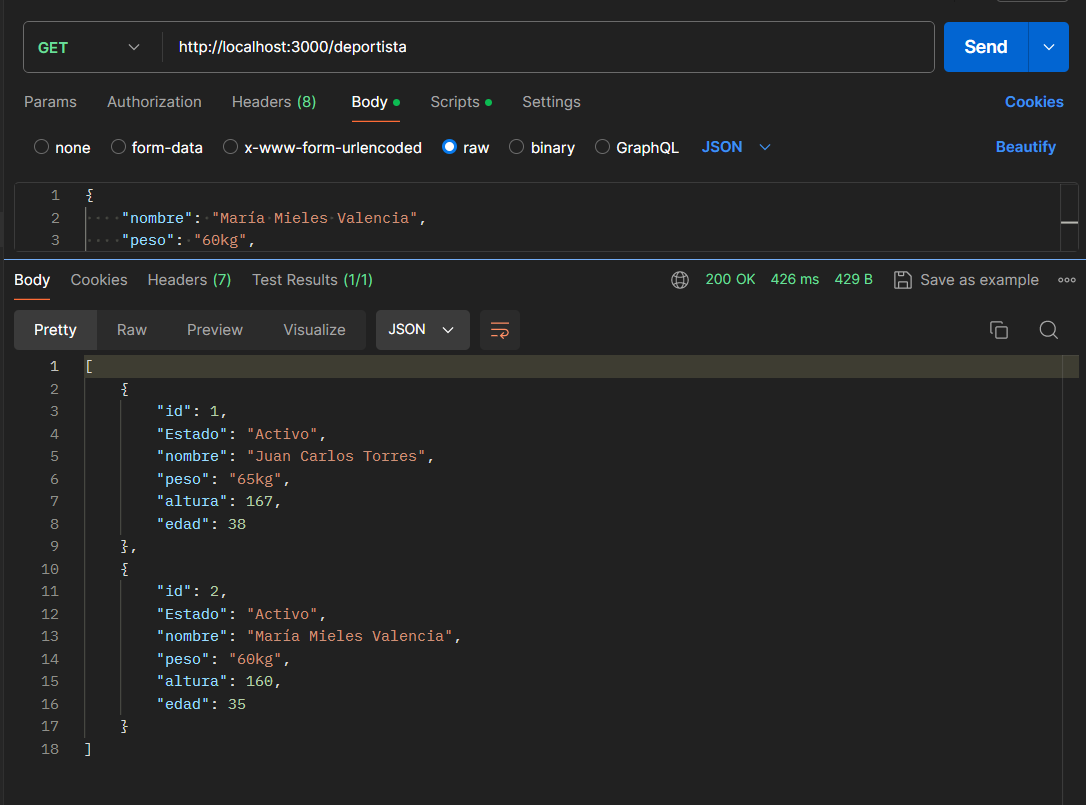 GET http://localhost:3000/deportista Send
Params Authorization Headers (8) Body Scripts Settings Cookies
none form-data x-www-form-urlencoded raw binary GraphQL JSON Beautify
1 {
2 "nombre": "María Mieles Valencia",
3 "peso": "60kg",
Body Cookies Headers (7) Test Results (1/1) 200 OK 426 ms 429 B Save as example
Pretty Raw Preview Visualize JSON
1 [
2 {
3 "id": 1,
4 "Estado": "Activo",
5 "nombre": "Juan Carlos Torres",
6 "peso": "65kg",
7 "altura": 167,
8 "edad": 38
9 },
10 {
11 "id": 2,
12 "Estado": "Activo",
13 "nombre": "María Mieles Valencia",
14 "peso": "60kg",
15 "altura": 160,
16 "edad": 35
17 }
18 ]